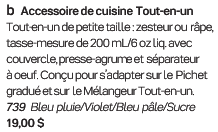 b Accessoire de cuisine Tout-en-un
Tout-en-un de petite taille : zesteur ou râpe,
tasse-mesure de 200 mL/6 oz liq. avec
couvercle, presse-agrume et séparateur
à oeuf. Conçu pour s'adapter sur le Pichet
gradué et sur le Mélangeur Tout-en-un.
739 Bleu pluie/Violet/Bleu pâle/Sucre
19,00 $